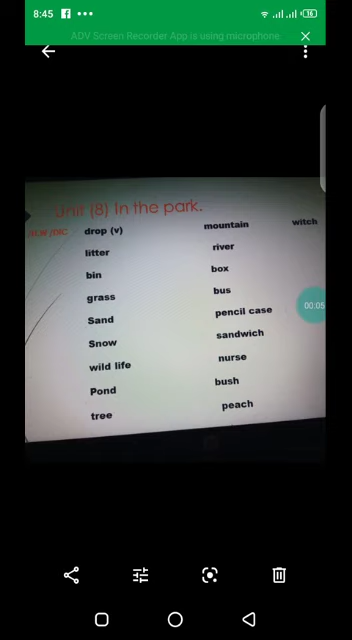 8:45
16
ADV Screen Recorder App is using microphone
Unit (8) In the park.
drop (v) mountain witch
litter river
bin box
grass bus
Sand pencil case
Snow sandwich
wild life nurse
Pond bush
tree peach
00:05